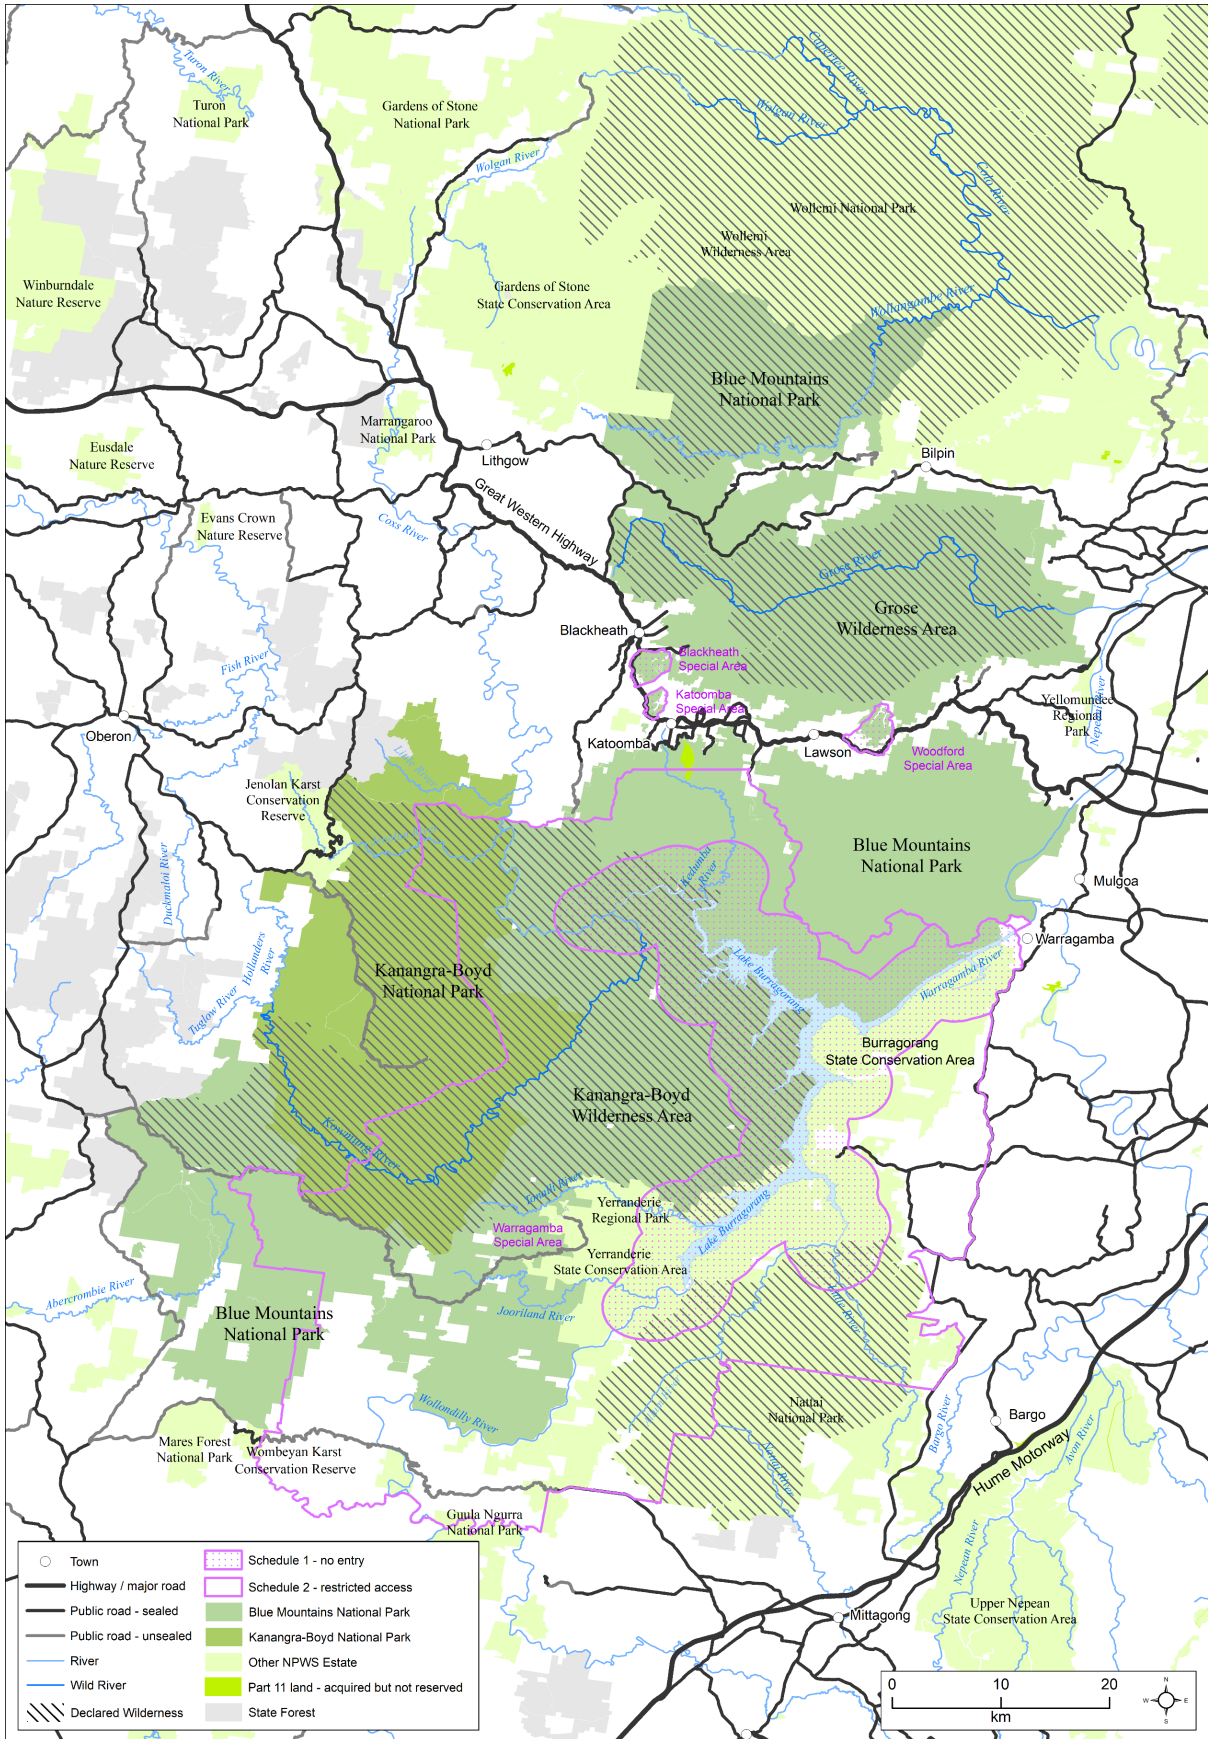 Turon River
Turon
National Park
Gardens of Stone
National Park
Capertee River
Wolgan River
Wolgan River
Colo River
Wollemi National Park
Wollemi
Wilderness Area
Winburndale
Nature Reserve
Gardens of Stone
State Conservation Area
Wollangambe River
Blue Mountains
National Park
Marrangaroo
National Park
Eusdale
Nature Reserve
Lithgow
Bilpin
Great Western Highway
Evans Crown
Nature Reserve
Coxs River
Grose River
Grose
Wilderness Area
Blackheath
Blackheath
Special Area
Fish River
Katoomba
Special Area
Nepean River
Yellomundee
Regional
Park
Oberon
Katoomba
Lawson
Woodford
Special Area
Little River
Jenolan Karst
Conservation
Reserve
Kedumba
River
Blue Mountains
National Park
Duckmaloi River
Mulgoa
Hollanders
River
Warragamba
Lake Burragorang
Warragamba River
Kanangra-Boyd
National Park
Tuglow River
Burragorang
State Conservation Area
Kanangra-Boyd
Wilderness Area
Kowmung River
Tonalli River
Yerranderie
Regional Park
Lake Burragorang
Warragamba
Special Area
Yerranderie
State Conservation Area
Abercrombie River
Jooriland River
Little River
Blue Mountains
National Park
Wollondilly River
Nattai
National Park
Bargo River
Bargo
Avon River
Mares Forest
National Park
Wombeyan Karst
Conservation Reserve
Nattai River
Hume Motorway
Guula Ngurra
National Park
Nepean River
Upper Nepean
State Conservation Area
Mittagong
Town
Highway / major road
Public road - sealed
Public road - unsealed
River
Wild River
Declared Wilderness
Schedule 1 - no entry
Schedule 2 - restricted access
Blue Mountains National Park
Kanangra-Boyd National Park
Other NPWS Estate
Part 11 land - acquired but not reserved
State Forest
0 10 20
km
N
W E
S